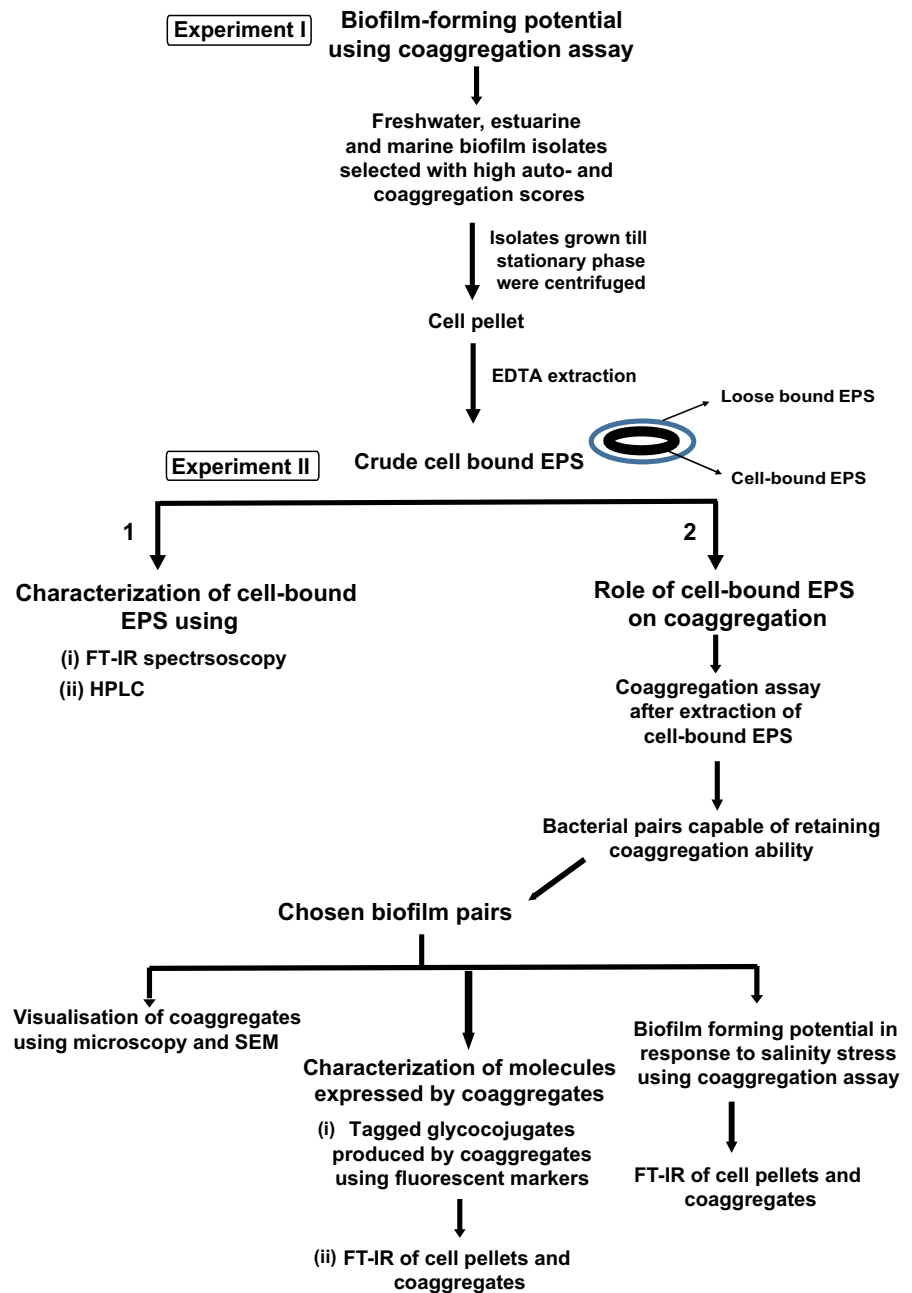 Experiment I
Biofilm-forming potential
using coaggregation assay
Freshwater, estuarine
and marine biofilm isolates
selected with high auto- and
coaggregation scores
Isolates grown till
stationary phase
were centrifuged
Cell pellet
EDTA extraction
Loose bound EPS
Experiment II
Crude cell bound EPS
Cell-bound EPS
1
2
Characterization of cell-bound
EPS using
(i) FT-IR spectrsoscopy
(ii) HPLC
Role of cell-bound EPS
on coaggregation
Coaggregation assay
after extraction of
cell-bound EPS
Bacterial pairs capable of retaining
coaggregation ability
Chosen biofilm pairs
Visualisation of coaggregates
using microscopy and SEM
Characterization of molecules
expressed by coaggregates
(i) Tagged glycocojugates
produced by coaggregates
using fluorescent markers
(ii) FT-IR of cell pellets and
coaggregates
Biofilm forming potential in
response to salinity stress
using coaggregation assay
FT-IR of cell pellets and
coaggregates